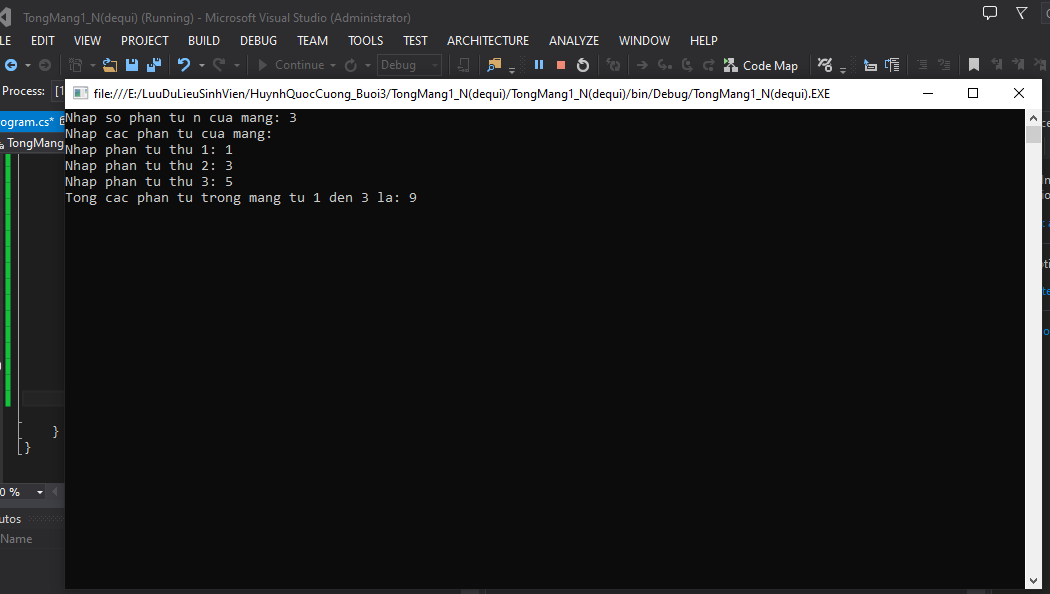 TongMang1_N(dequi) (Running) - Microsoft Visual Studio (Administrator)
LE EDIT VIEW PROJECT BUILD DEBUG TEAM TOOLS TEST ARCHITECTURE ANALYZE WINDOW HELP
Continue Debug Code Map
Process: [1
file:///E:/LuuDuLieuSinhVien/HuynhQuocCuong_Buoi3/TongMang1_N(dequi)/TongMang1_N(dequi)/bin/Debug/TongMang1_N(dequi).EXE
ogram.cs*
TongMang
Nhap so phan tu n cua mang: 3
Nhap cac phan tu cua mang:
Nhap phan tu thu 1: 1
Nhap phan tu thu 2: 3
Nhap phan tu thu 3: 5
Tong cac phan tu trong mang tu 1 den 3 la: 9
}
}
0 %
utos
Name